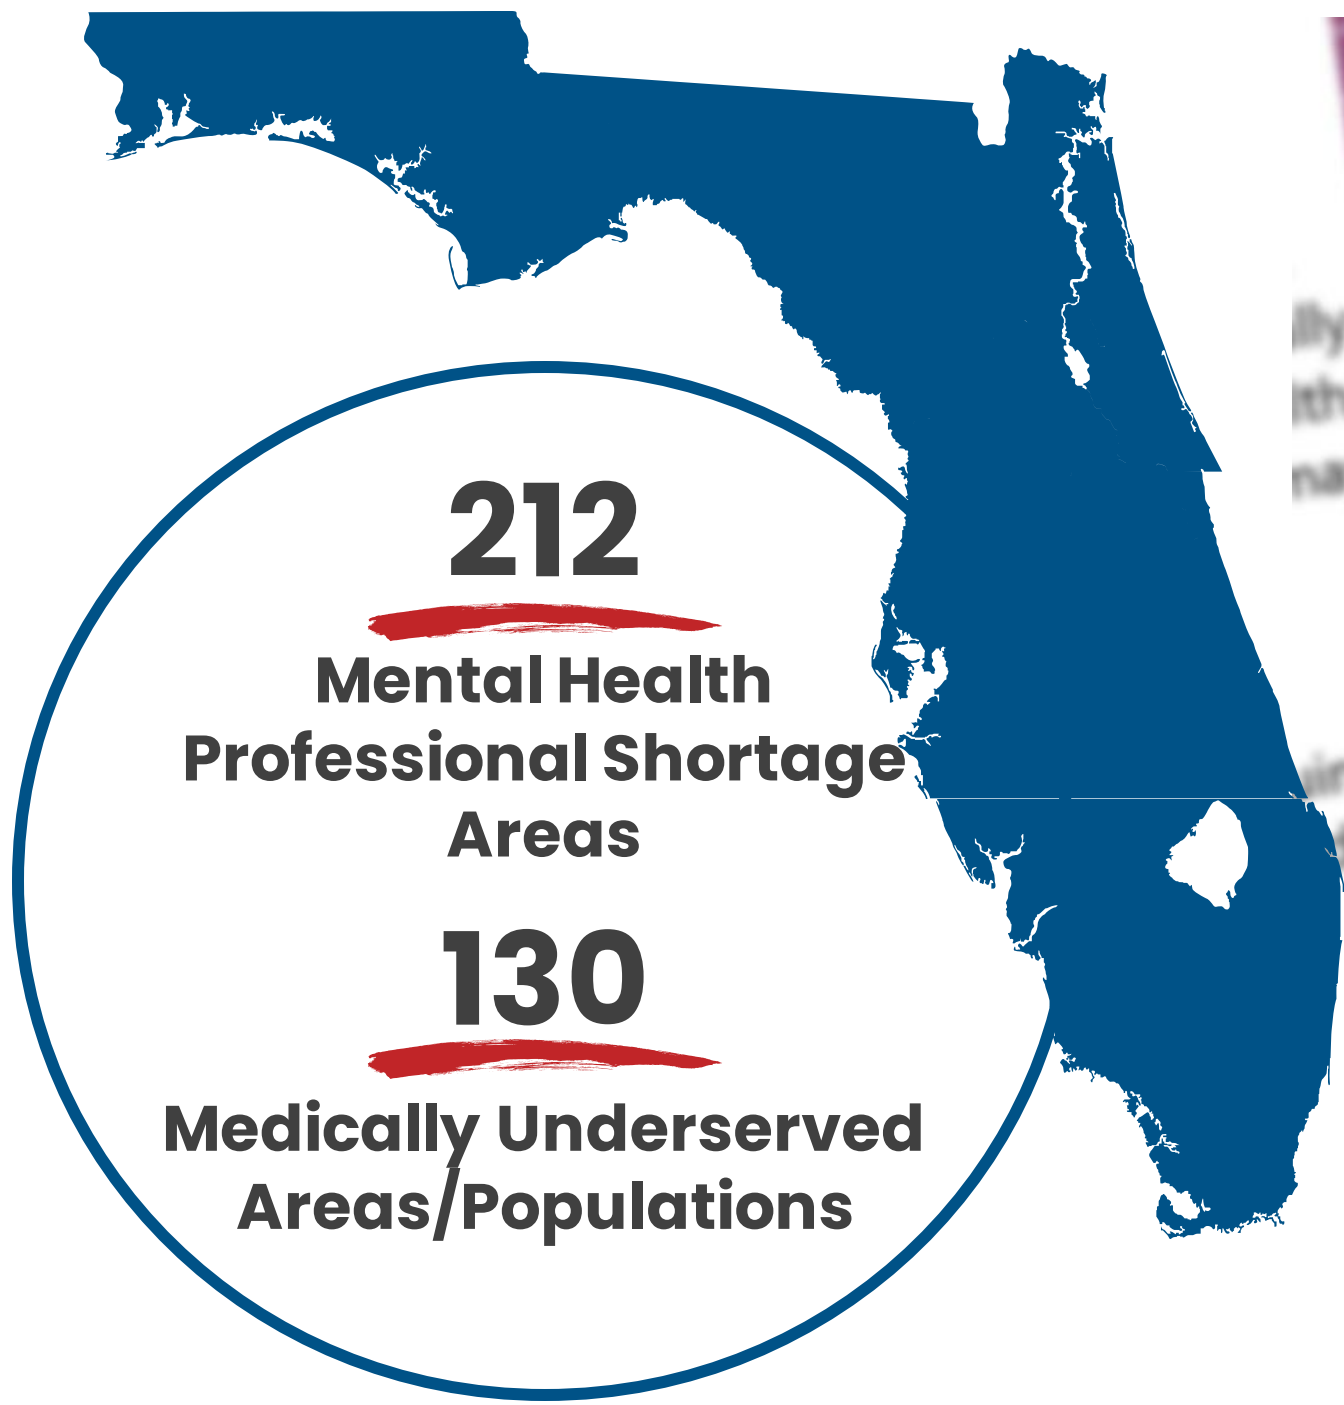 212
Mental Health
Professional Shortage
Areas
130
Medically Underserved
Areas/Populations